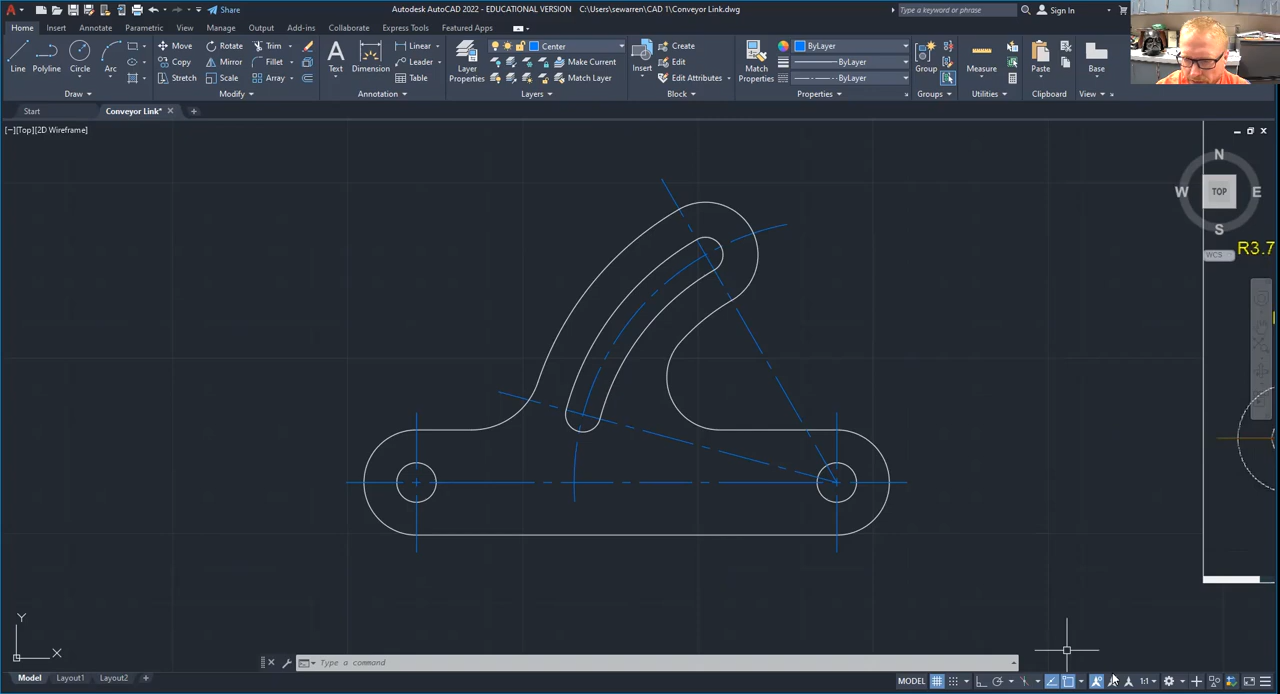 Share
Autodesk AutoCAD 2022 - EDUCATIONAL VERSION C:\Users\sewarren\CAD 1\Conveyor Link.dwg
Type a keyword or phrase
Sign In
Home Insert Annotate Parametric View Manage Output Add-ins Collaborate Express Tools Featured Apps
Line Polyline Circle Arc
Move Rotate Trim
Copy Mirror Fillet
Stretch Scale Array
Text Dimension
Linear
Leader
Table
Layer Properties
Center
Make Current
Match Layer
Insert
Create
Edit
Edit Attributes
Match Properties
ByLayer
ByLayer
ByLayer
Group
Measure
Paste
Base
Draw Modify Annotation Layers Block Properties Groups Utilities Clipboard View
Start Conveyor Link*
[−][Top][2D Wireframe]
N
W TOP E
S
WCS
R3.7
Y
X
Type a command
Model Layout1 Layout2
MODEL 1:1